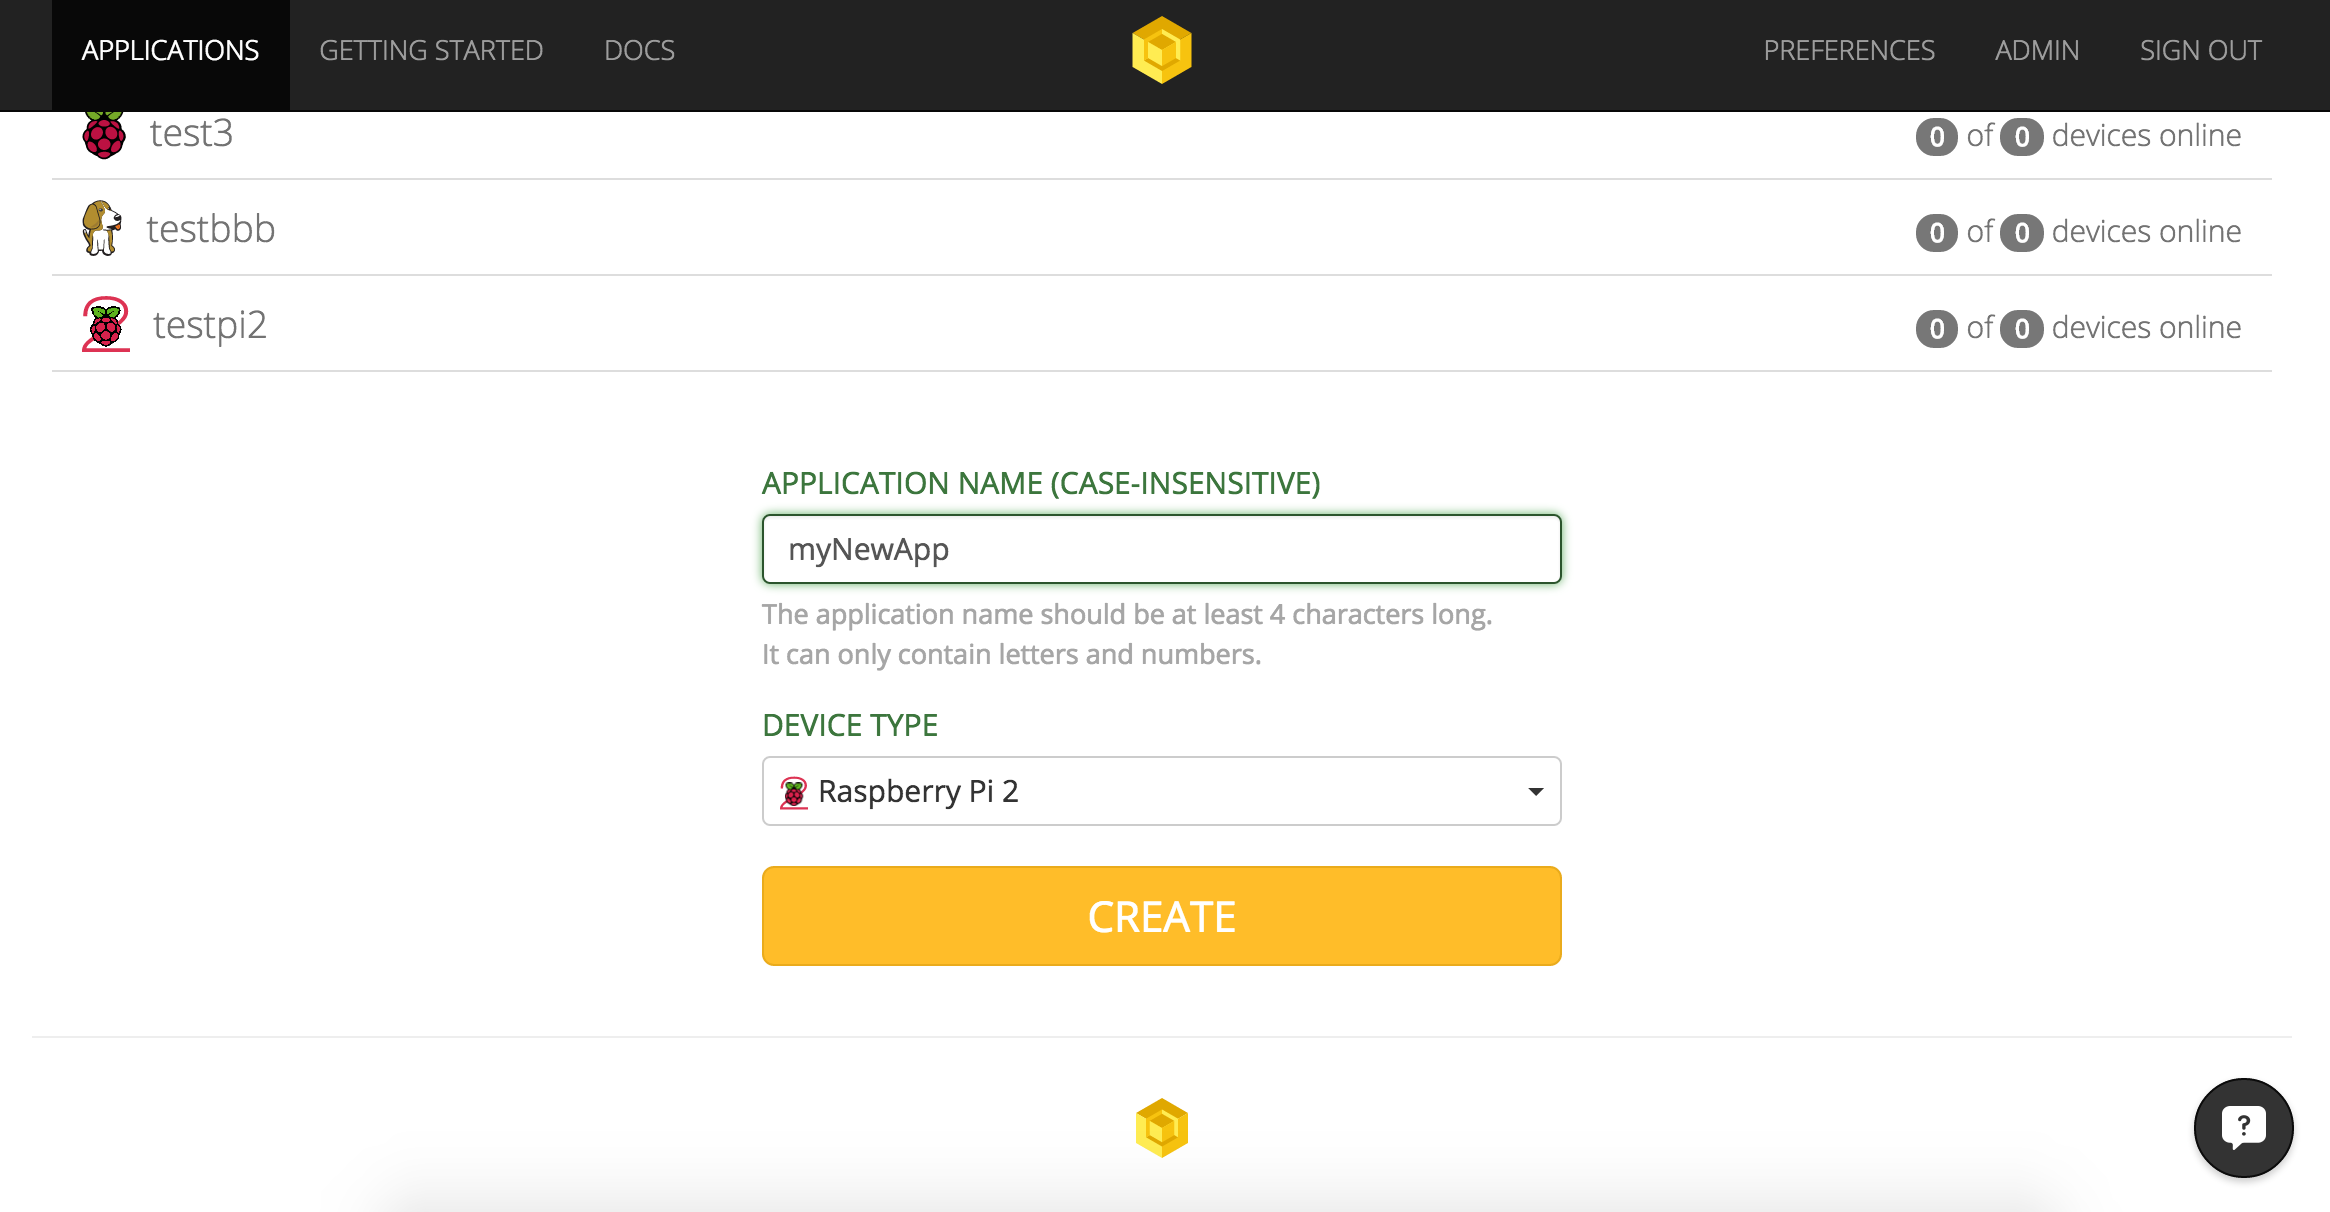 APPLICATIONS GETTING STARTED DOCS PREFERENCES ADMIN SIGN OUT
test3 0 of 0 devices online
testbbb 0 of 0 devices online
testpi2 0 of 0 devices online
APPLICATION NAME (CASE-INSENSITIVE)
myNewApp
The application name should be at least 4 characters long.
It can only contain letters and numbers.
DEVICE TYPE
Raspberry Pi 2
CREATE
?